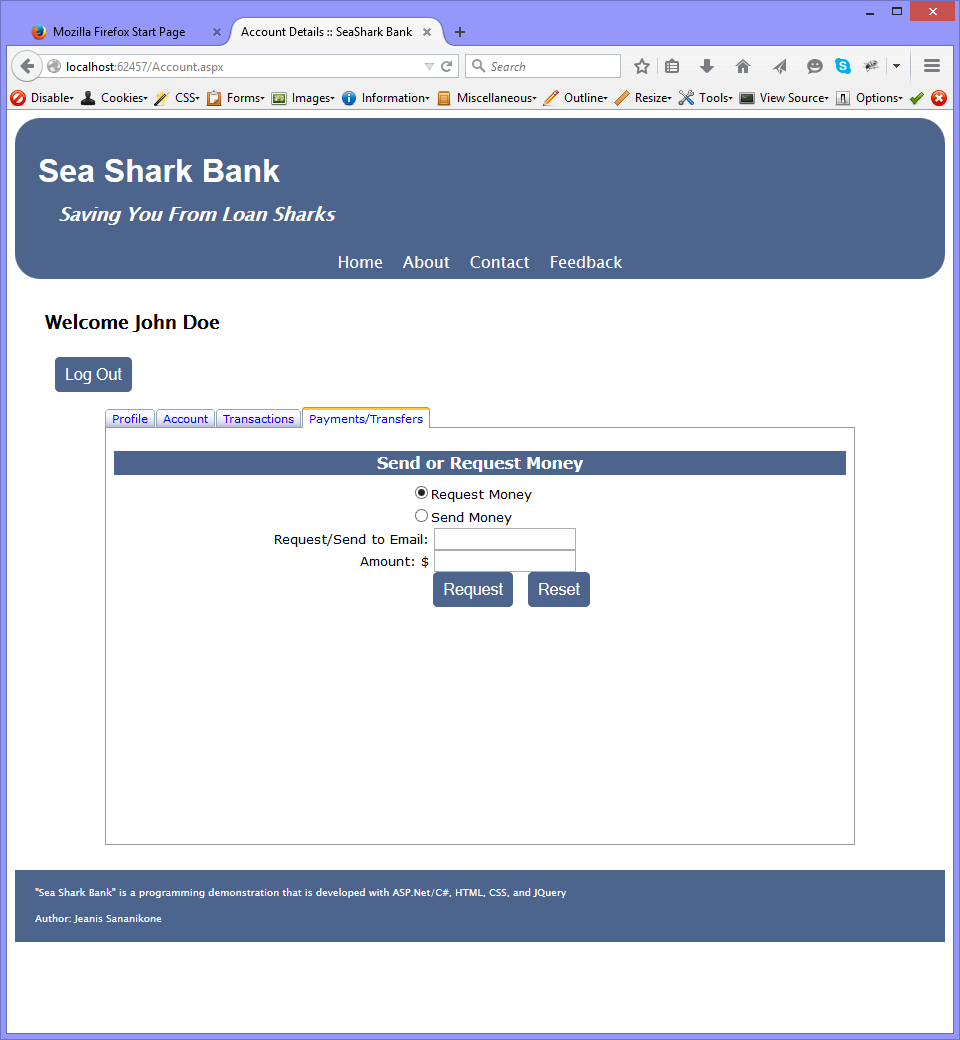 Mozilla Firefox Start Page Account Details :: SeaShark Bank
localhost:62457/Account.aspx Search
Disable Cookies CSS Forms Images Information Miscellaneous Outline Resize Tools View Source Options
Sea Shark Bank
Saving You From Loan Sharks
Home About Contact Feedback
Welcome John Doe
Log Out
Profile Account Transactions Payments/Transfers
Send or Request Money
Request Money
Send Money
Request/Send to Email:
Amount: $
Request Reset
"Sea Shark Bank" is a programming demonstration that is developed with ASP.Net/C#, HTML, CSS, and JQuery
Author: Jeanis Sananikone